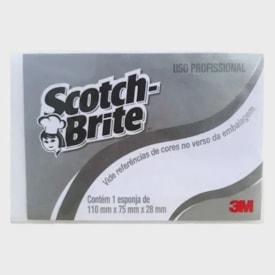 USO PROFISSIONAL
Scotch-
Brite
Vide referências de cores no verso da embalagem
Contém 1 esponja de
110 mm x 75 mm x 28 mm
3M